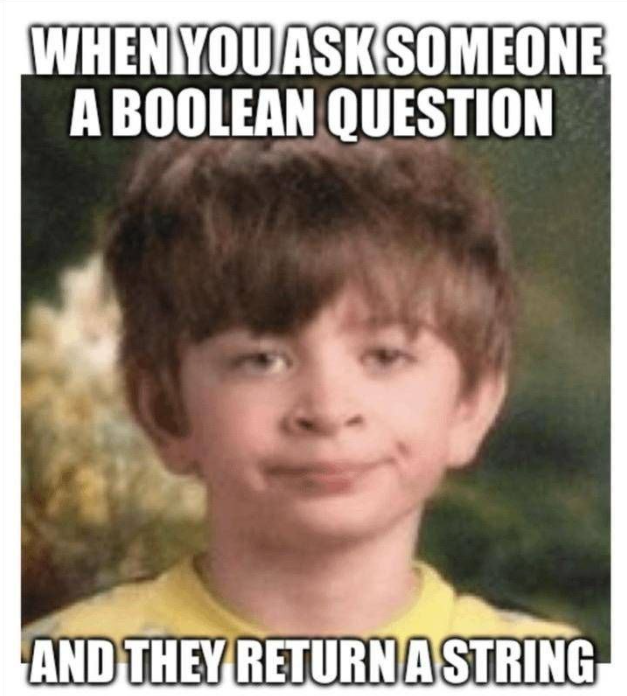 WHEN YOU ASK SOMEONE
A BOOLEAN QUESTION
AND THEY RETURN A STRING